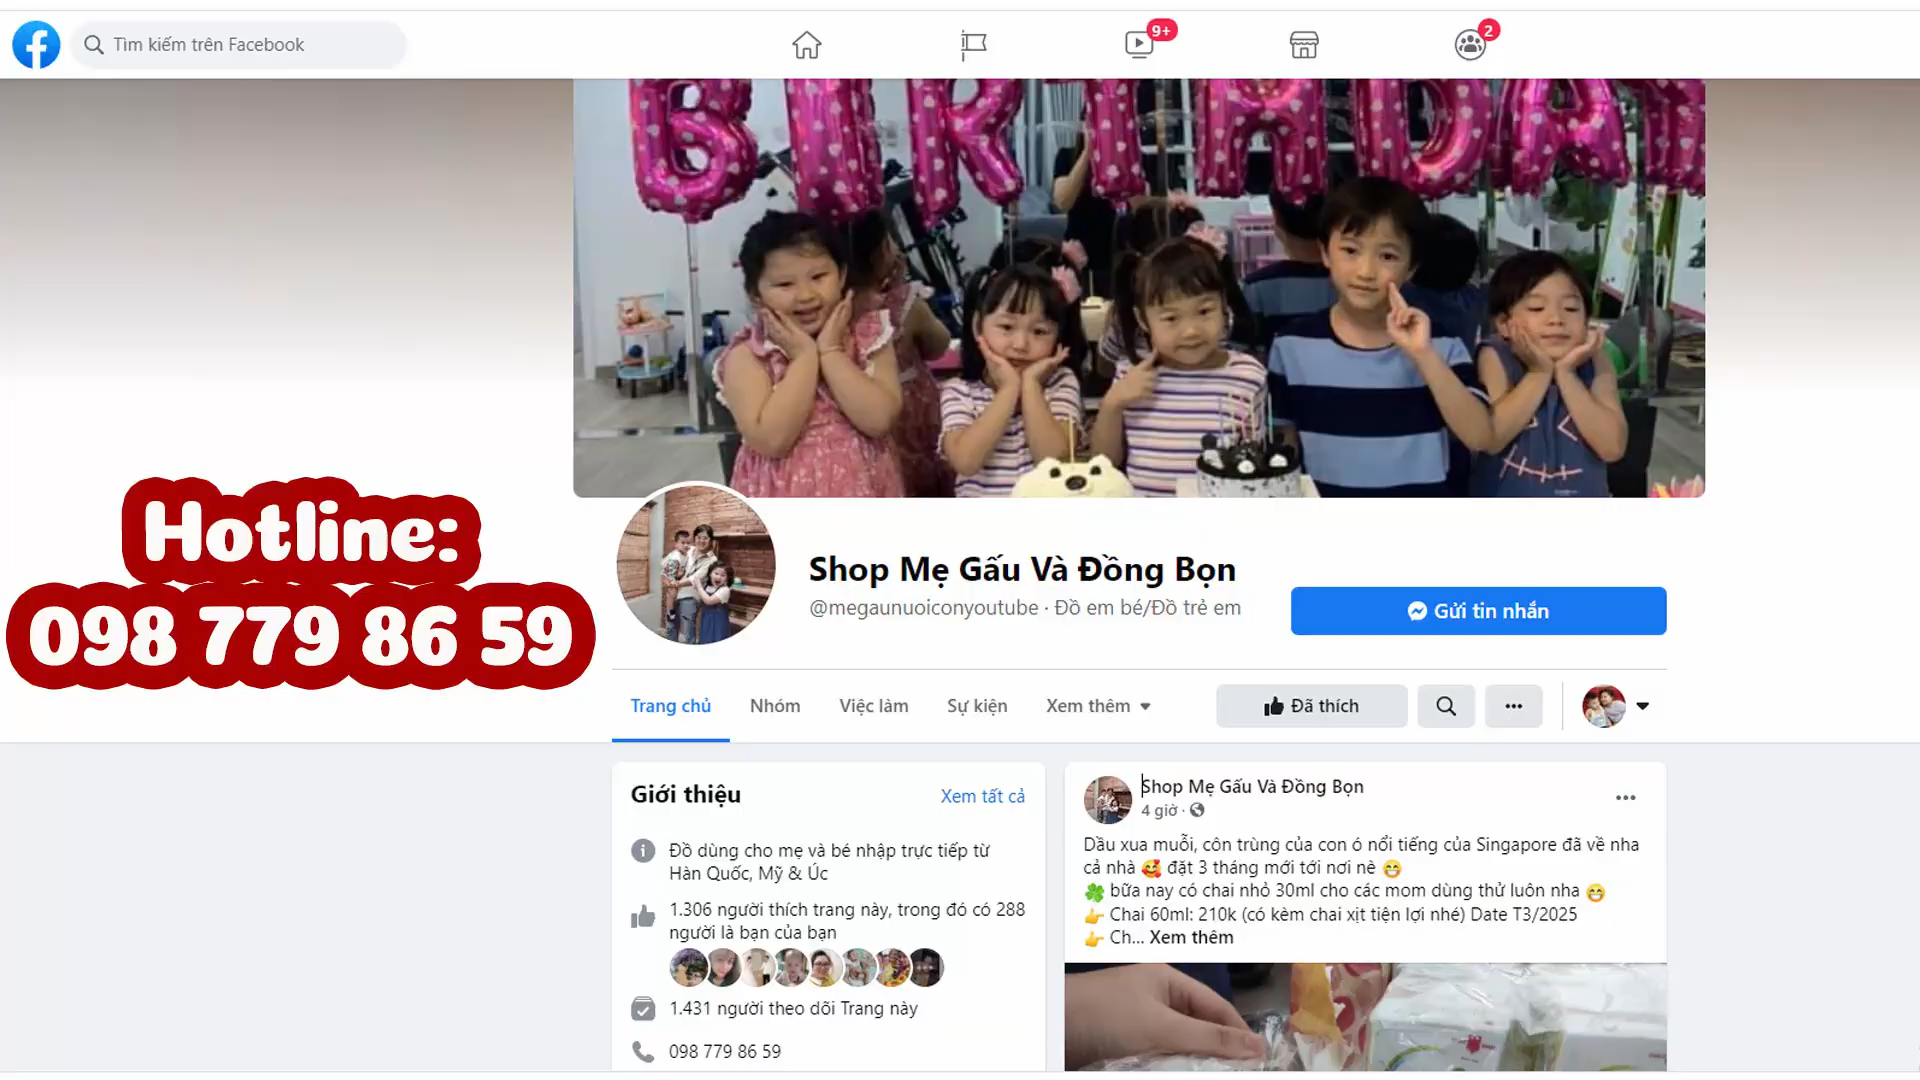 Tìm kiếm trên Facebook
9+
2
BIRTHDA
Hotline:
098 779 86 59
Shop Mẹ Gấu Và Đồng Bọn
@megaunuoiconyoutube · Đồ em bé/Đồ trẻ em
Gửi tin nhắn
Trang chủ
Nhóm
Việc làm
Sự kiện
Xem thêm
Đã thích
Giới thiệu
Xem tất cả
Đồ dùng cho mẹ và bé nhập trực tiếp từ
Hàn Quốc, Mỹ & Úc
1.306 người thích trang này, trong đó có 288
người là bạn của bạn
1.431 người theo dõi Trang này
098 779 86 59
Shop Mẹ Gấu Và Đồng Bọn
4 giờ ·
Dầu xua muỗi, côn trùng của con ó nổi tiếng của Singapore đã về nha
cả nhà 🥰 đặt 3 tháng mới tới nơi nè 😁
🍀 bữa nay có chai nhỏ 30ml cho các mom dùng thử luôn nha 😁
👉 Chai 60ml: 210k (có kèm chai xịt tiện lợi nhé) Date T3/2025
👉 Ch... Xem thêm